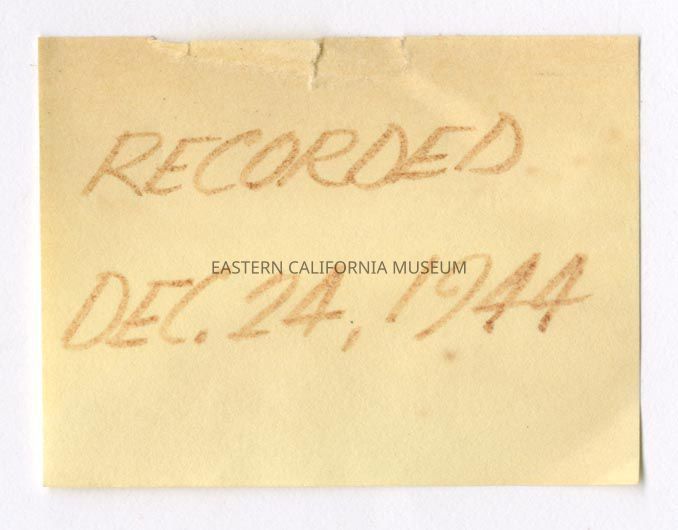 RECORDED
EASTERN CALIFORNIA MUSEUM
DEC. 24, 1944